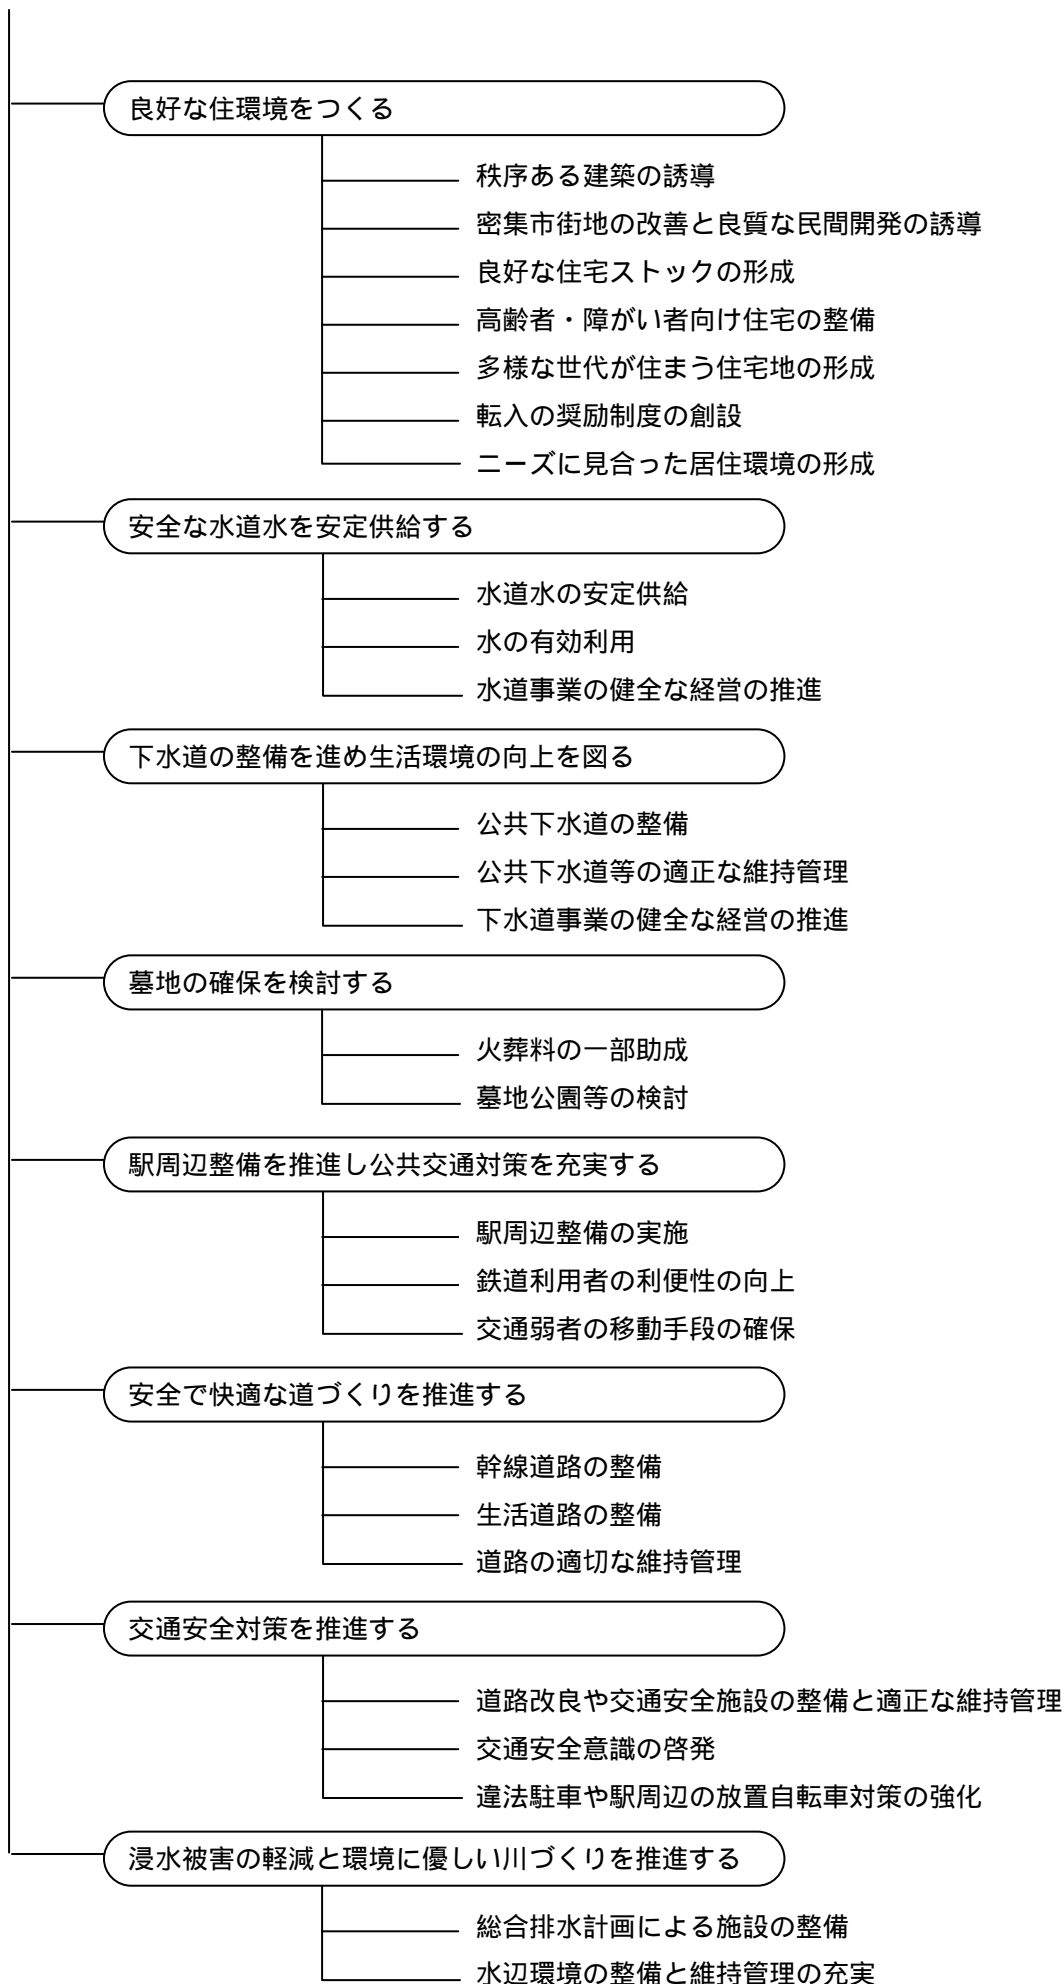 良好な住環境をつくる
秩序ある建築の誘導
密集市街地の改善と良質な民間開発の誘導
良好な住宅ストックの形成
高齢者・障がい者向け住宅の整備
多様な世代が住まう住宅地の形成
転入の奨励制度の創設
ニーズに見合った居住環境の形成
安全な水道水を安定供給する
水道水の安定供給
水の有効利用
水道事業の健全な経営の推進
下水道の整備を進め生活環境の向上を図る
公共下水道の整備
公共下水道等の適正な維持管理
下水道事業の健全な経営の推進
墓地の確保を検討する
火葬料の一部助成
墓地公園等の検討
駅周辺整備を推進し公共交通対策を充実する
駅周辺整備の実施
鉄道利用者の利便性の向上
交通弱者の移動手段の確保
安全で快適な道づくりを推進する
幹線道路の整備
生活道路の整備
道路の適切な維持管理
交通安全対策を推進する
道路改良や交通安全施設の整備と適正な維持管理
交通安全意識の啓発
違法駐車や駅周辺の放置自転車対策の強化
浸水被害の軽減と環境に優しい川づくりを推進する
総合排水計画による施設の整備
水辺環境の整備と維持管理の充実